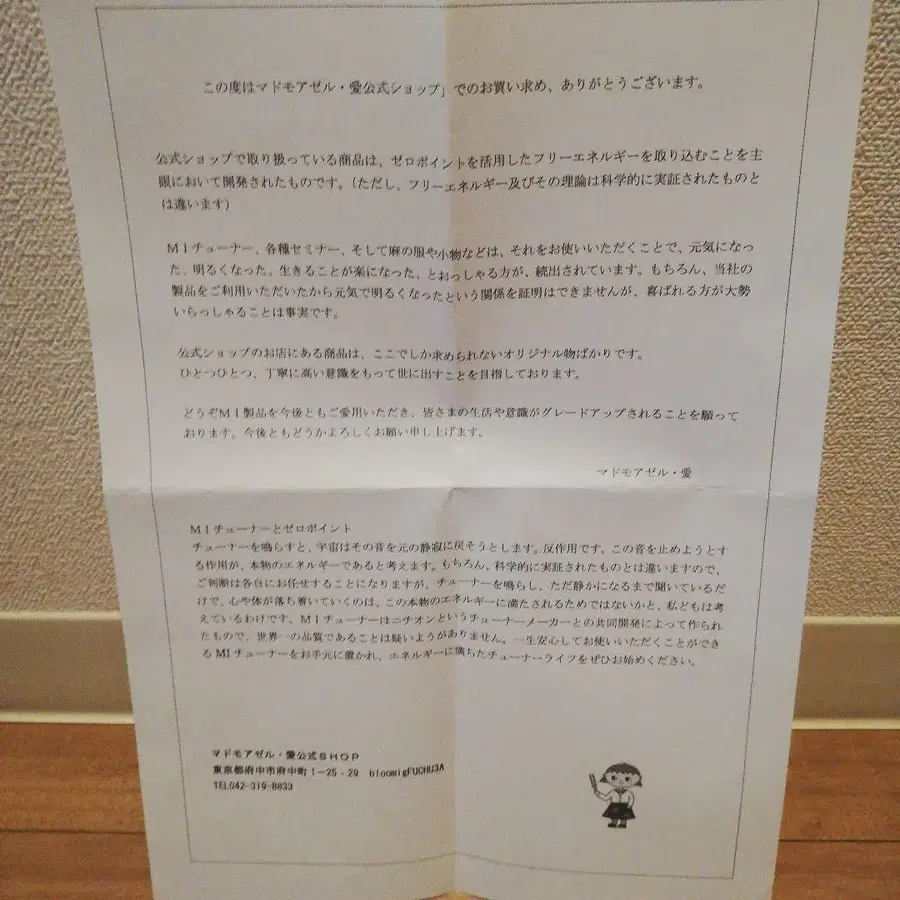 この度はマドモアゼル・愛公式ショップ」でのお買い求め、ありがとうございます。
公式ショップで取り扱っている商品は、ゼロポイントを活用したフリーエネルギーを取り込むことを主
眼において開発されたものです。(ただし、フリーエネルギー及びその理論は科学的に実証されたものと
は違います)
MIチューナー、各種セミナー、そして麻の服や小物などは、それをお使いいただくことで、元気になっ
た、明るくなった、生きることが楽になった、とおっしゃる方が、続出されています。もちろん、当社の
製品をご利用いただいたから元気で明るくなったという関係を証明はできませんが、喜ばれる方が大勢
いらっしゃることは事実です。
公式ショップのお店にある商品は、ここでしか求められないオリジナル物ばかりです。
ひとつひとつ、丁寧に高い意識をもって世に出すことを目指しております。
どうぞMI製品を今後ともご愛用いただき、皆さまの生活や意識がグレードアップされることを願って
おります。今後ともどうかよろしくお願い申し上げます。
マドモアゼル・愛
MIチューナーとゼロポイント
チューナーを鳴らすと、宇宙はその音を元の静寂に戻そうとします。反作用です。この音を止めようとす
る作用が、本物のエネルギーであると考えます。もちろん、科学的に実証されたものとは違いますので、
ご判断は各自にお任せすることになりますが、チューナーを鳴らし、ただ静かになるまで聞いているだ
けで、心や体が落ち着いていくのは、この本物のエネルギーに満たされるためではないかと、私どもは考
えているわけです。MIチューナーはニチオンというチューナーメーカーとの共同開発によって作られ
たもので、世界一の品質であることは疑いようがありません。一生安心してお使いいただくことができ
るMIチューナーをお手元に置かれ、エネルギーに満ちたチューナーライフをぜひお始めください。
マドモアゼル・愛公式SHOP
東京都府中市府中町1-25-29 bloomigFUCHU3A
TEL042-319-8833